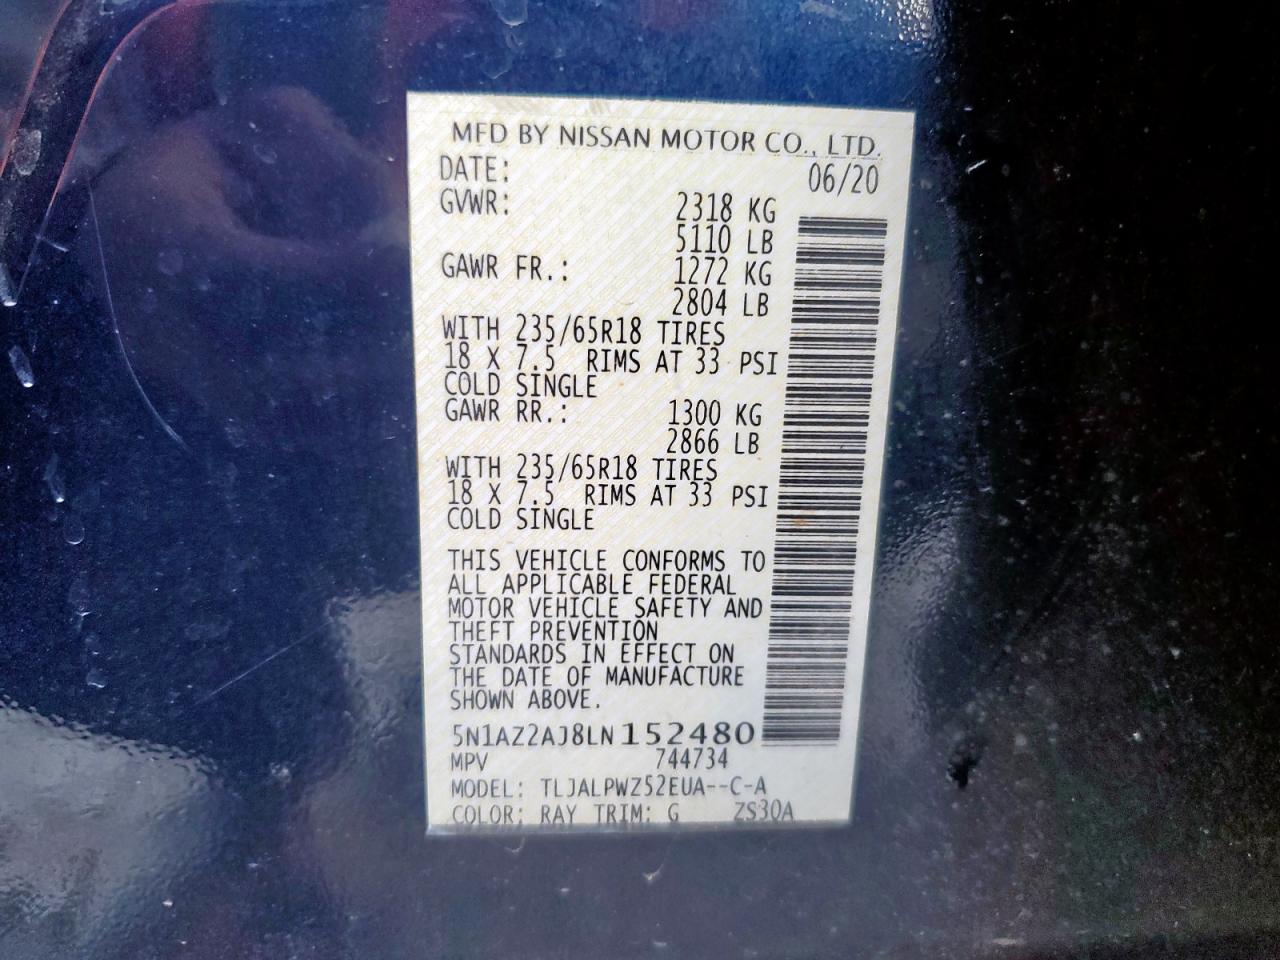 MFD BY NISSAN MOTOR CO., LTD.
DATE: 06/20
GVWR: 2318 KG
5110 LB
GAWR FR.: 1272 KG
2804 LB
WITH 235/65R18 TIRES
18 X 7.5 RIMS AT 33 PSI
COLD SINGLE
GAWR RR.: 1300 KG
2866 LB
WITH 235/65R18 TIRES
18 X 7.5 RIMS AT 33 PSI
COLD SINGLE
THIS VEHICLE CONFORMS TO
ALL APPLICABLE FEDERAL
MOTOR VEHICLE SAFETY AND
THEFT PREVENTION
STANDARDS IN EFFECT ON
THE DATE OF MANUFACTURE
SHOWN ABOVE.
5N1AZ2AJ8LN152480
MPV 744734
MODEL: TLJALPWZ52EUA--C-A
COLOR: RAY TRIM: G ZS30A